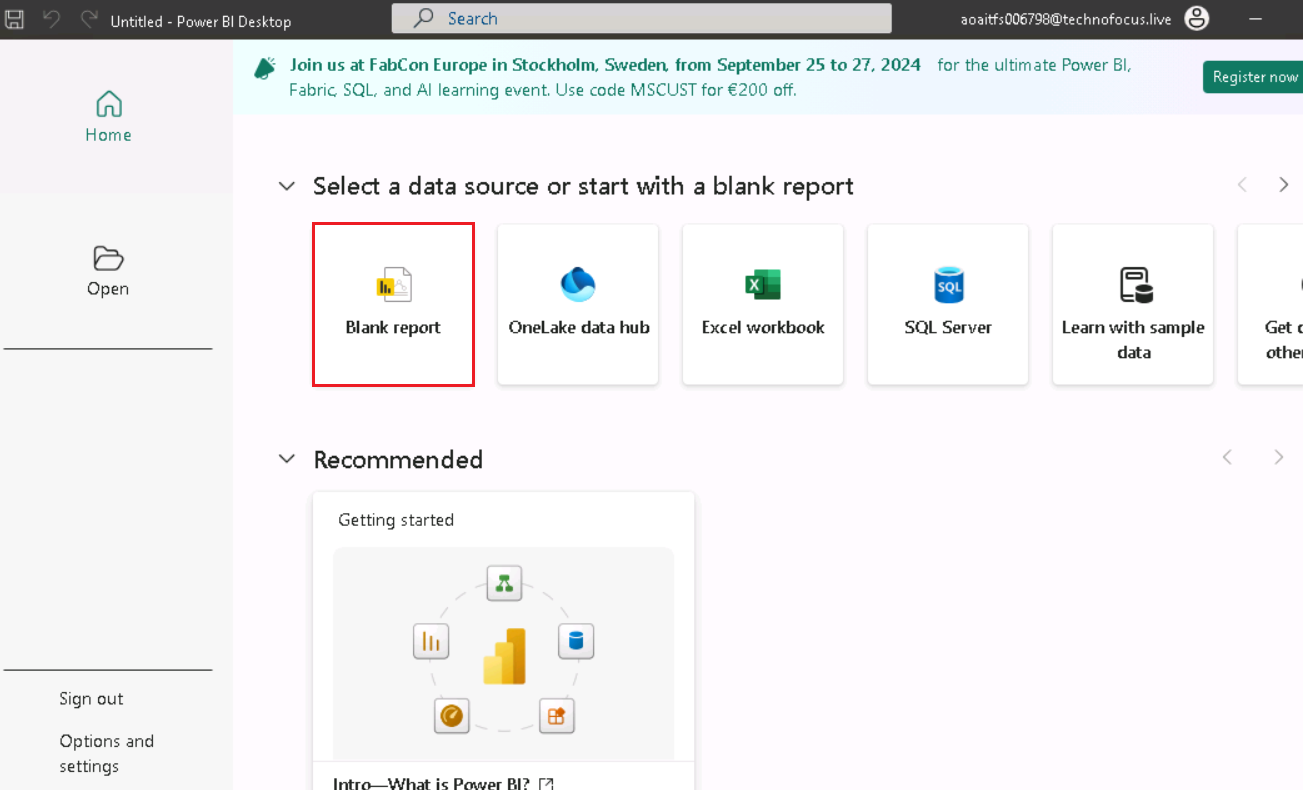 Untitled - Power BI Desktop
Search
aoaitfs006798@technofocus.live
Join us at FabCon Europe in Stockholm, Sweden, from September 25 to 27, 2024 for the ultimate Power BI,
Fabric, SQL, and AI learning event. Use code MSCUST for €200 off.
Register now
Home
Open
Select a data source or start with a blank report
Blank report
OneLake data hub
Excel workbook
SQL
SQL Server
Learn with sample
data
Get
Recommended
Getting started
Intro—What is Power BI?
Sign out
Options and
settings